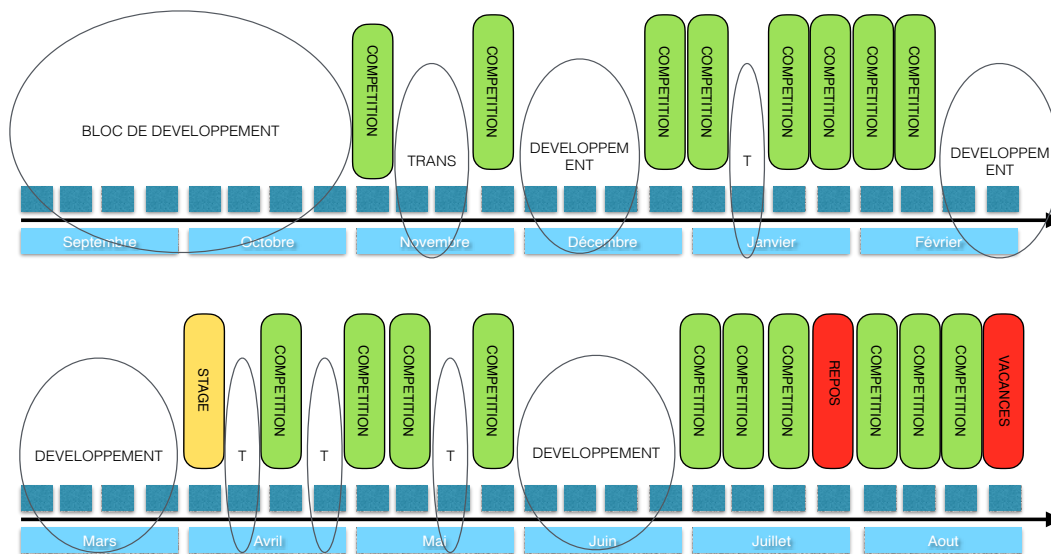 COMPETITION
COMPETITION
COMPETITION
COMPETITION
COMPETITION
COMPETITION
COMPETITION
COMPETITION
BLOC DE DEVELOPPEMENT
TRANS
DEVELOPPEM
ENT
T
DEVELOPPEM
ENT
Septembre
Octobre
Novembre
Décembre
Janvier
Février
STAGE
COMPETITION
COMPETITION
COMPETITION
COMPETITION
COMPETITION
COMPETITION
COMPETITION
REPOS
COMPETITION
COMPETITION
COMPETITION
VACANCES
DEVELOPPEMENT
T
T
T
DEVELOPPEMENT
Mars
Avril
Mai
Juin
Juillet
Aout